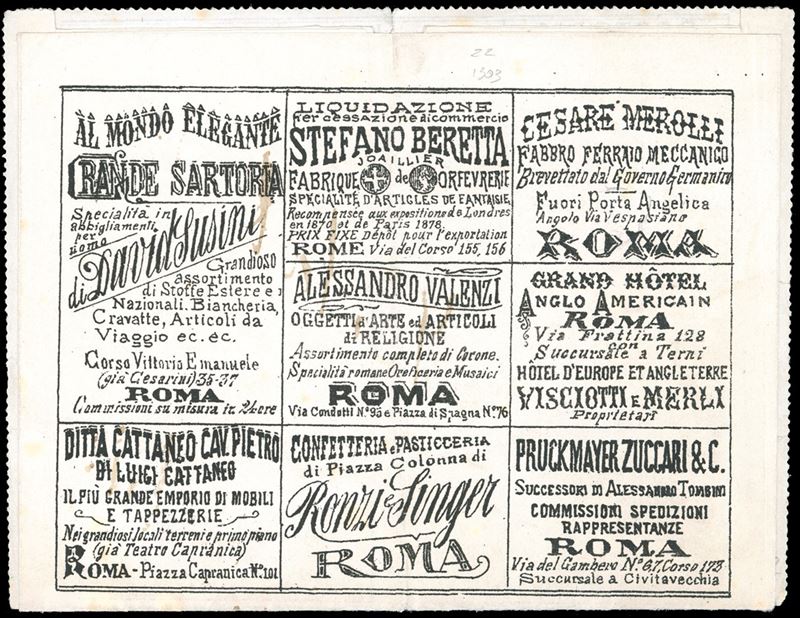 22
1893
AL MONDO ELEGANTE
GRANDE SARTORIA
Specialità in
abbigliamenti
per
uomo
di David Susini
Grandioso
assortimento
di Stoffe Estere e
Nazionali. Biancheria,
Cravatte, Articoli da
Viaggio ec. ec.
Corso Vittorio Emanuele
(già Cesarini) 35-37
ROMA
Commissioni su misura in 24 ore
LIQUIDAZIONE
Per cessazione di commercio
STEFANO BERETTA
JOAILLIER
FABRIQUE de ORFEVRERIE
SPÉCIALITÉ D'ARTICLES DE FANTAISIE
Recompensée aux expositions de Londres
en 1870 et de Paris 1878.
PRIX FIXE Dépôt pour l'exportation
ROME Via del Corso 155, 156
CESARE MEROLLI
FABBRO FERRAIO MECCANICO
Brevettato dal Governo Germanico
Fuori Porta Angelica
Angolo Via Vespasiano
ROMA
ALESSANDRO VALENZI
OGGETTI d'ARTE ed ARTICOLI
di RELIGIONE
Assortimento completo di Corone.
Specialità romane Oreficeria e Musaici
ROMA
Via Condotti N.º 93 e Piazza di Spagna N.º 76
GRAND HÔTEL
ANGLO AMERICAIN
ROMA
Via Frattina 128
con
Succursale a Terni
HÔTEL D'EUROPE ET ANGLETERRE
VISCIOTTI E MERLI
Proprietari
DITTA CATTANEO CAV. PIETRO
DI LUIGI CATTANEO
IL PIÙ GRANDE EMPORIO DI MOBILI
E TAPPEZZERIE
Nei grandiosi locali terreni e primo piano
(già Teatro Capranica)
ROMA - Piazza Capranica N.º 101
CONFETTERIA e PASTICCERIA
di Piazza Colonna di
Ronzi e Singer
ROMA
PRUCKMAYER ZUCCARI & C.
SUCCESSORI DI ALESSANDRO TOMBINI
COMMISSIONI SPEDIZIONI
RAPPRESENTANZE
ROMA
Via del Gambero N.º 6, 7, Corso 173
Succursale a Civitavecchia